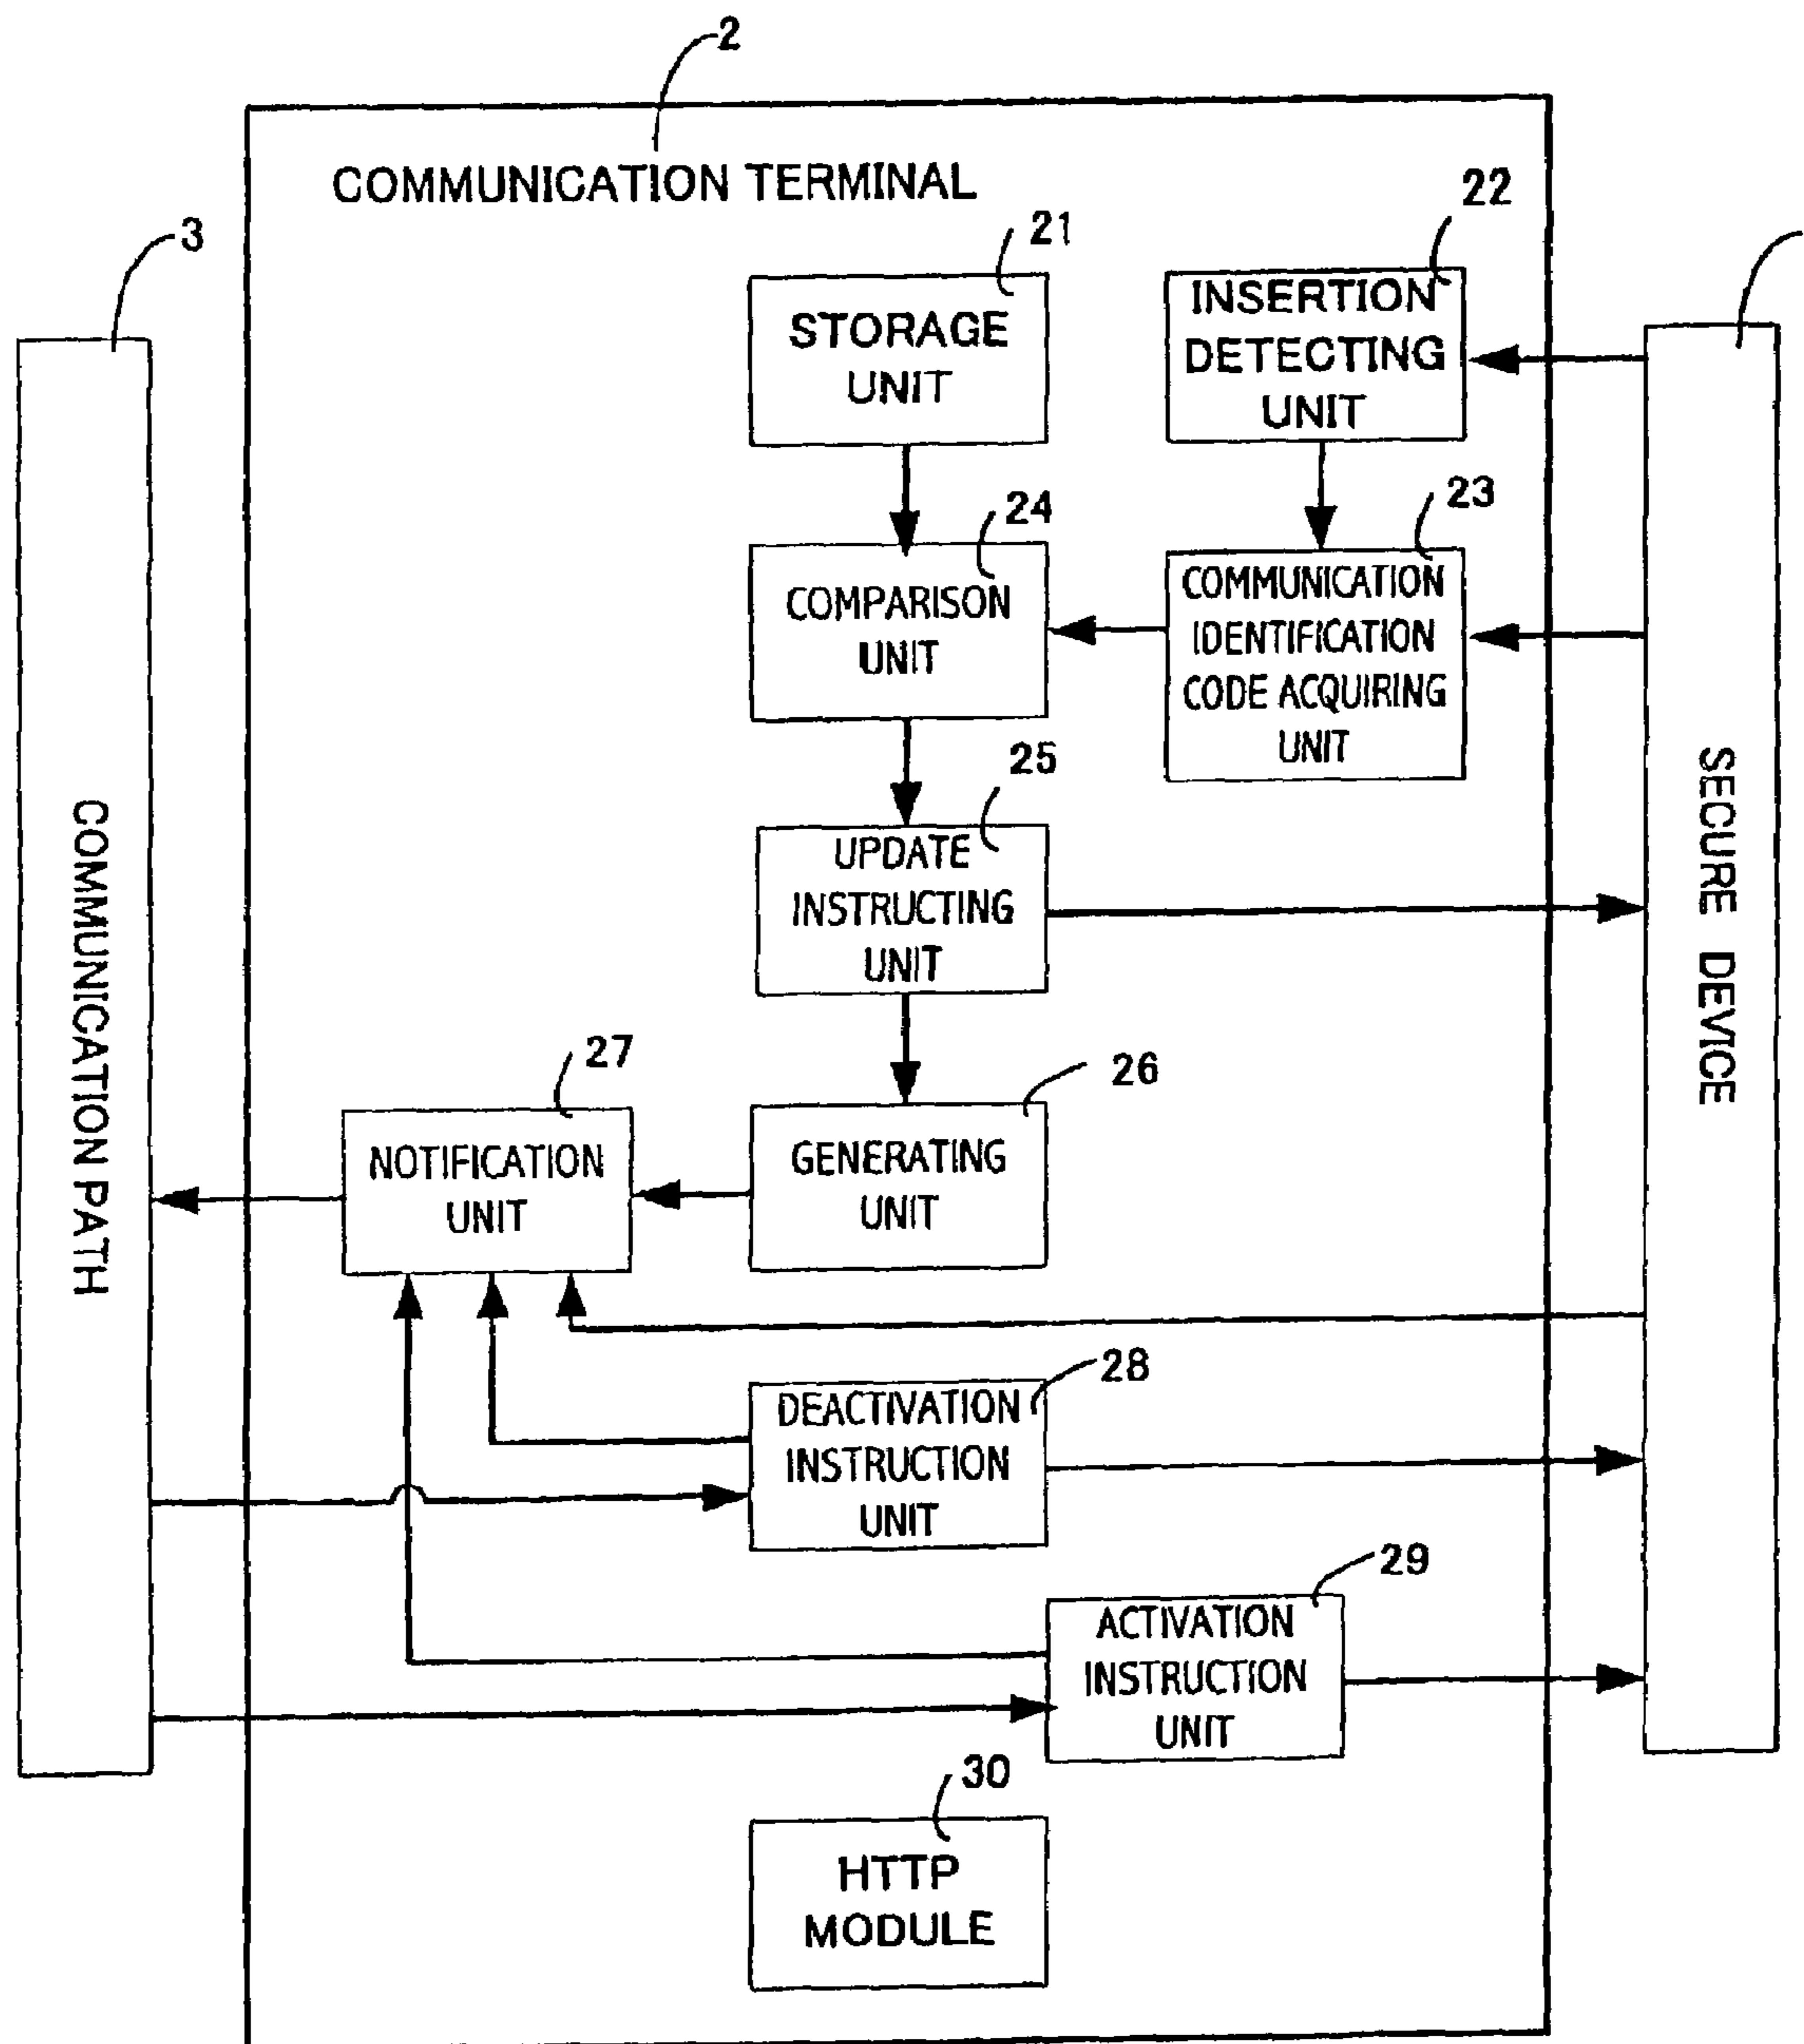 2
COMMUNICATION TERMINAL
3
21
22
STORAGE
UNIT
INSERTION
DETECTING
UNIT
24
23
COMPARISON
UNIT
COMMUNICATION
IDENTIFICATION
CODE ACQUIRING
UNIT
25
UPDATE
INSTRUCTING
UNIT
COMMUNICATION PATH
SECURE DEVICE
27
26
NOTIFICATION
UNIT
GENERATING
UNIT
28
DEACTIVATION
INSTRUCTION
UNIT
29
ACTIVATION
INSTRUCTION
UNIT
30
HTTP
MODULE